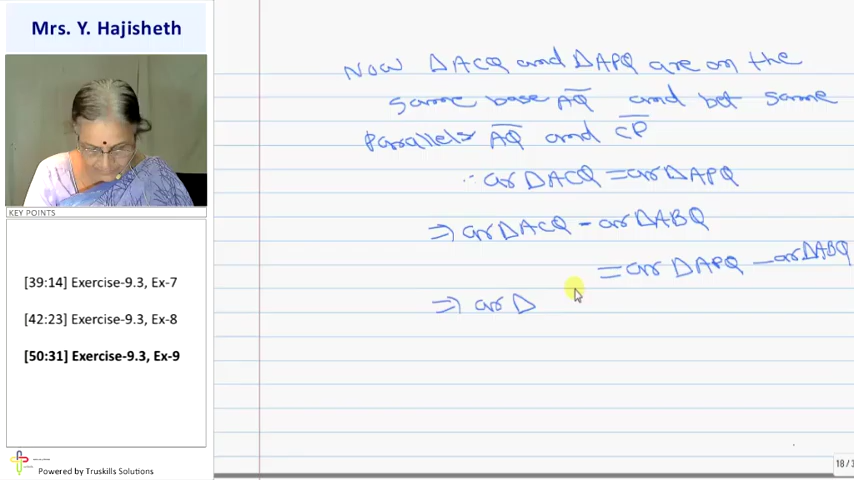 Mrs. Y. Hajisheth
Now ΔACQ and ΔAPQ are on the
same base AQ and bet same
parallels AQ and CP
∴ ar ΔACQ = ar ΔAPQ
⇒ ar ΔACQ - ar ΔABQ
= ar ΔAPQ - ar ΔABQ
⇒ ar Δ
KEY POINTS
[39:14] Exercise-9.3, Ex-7
[42:23] Exercise-9.3, Ex-8
[50:31] Exercise-9.3, Ex-9
Powered by Truskills Solutions
18/